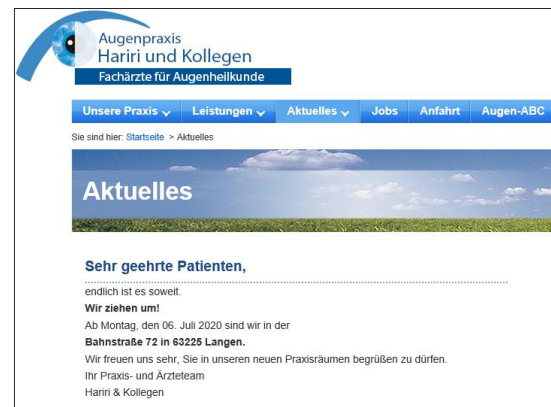 Augenpraxis
Hariri und Kollegen
Fachärzte für Augenheilkunde
Unsere Praxis Leistungen Aktuelles Jobs Anfahrt Augen-ABC
Sie sind hier: Startseite > Aktuelles
Aktuelles
Sehr geehrte Patienten,
endlich ist es soweit.
Wir ziehen um!
Ab Montag, den 06. Juli 2020 sind wir in der
Bahnstraße 72 in 63225 Langen.
Wir freuen uns sehr, Sie in unseren neuen Praxisräumen begrüßen zu dürfen.
Ihr Praxis- und Ärzteteam
Hariri & Kollegen